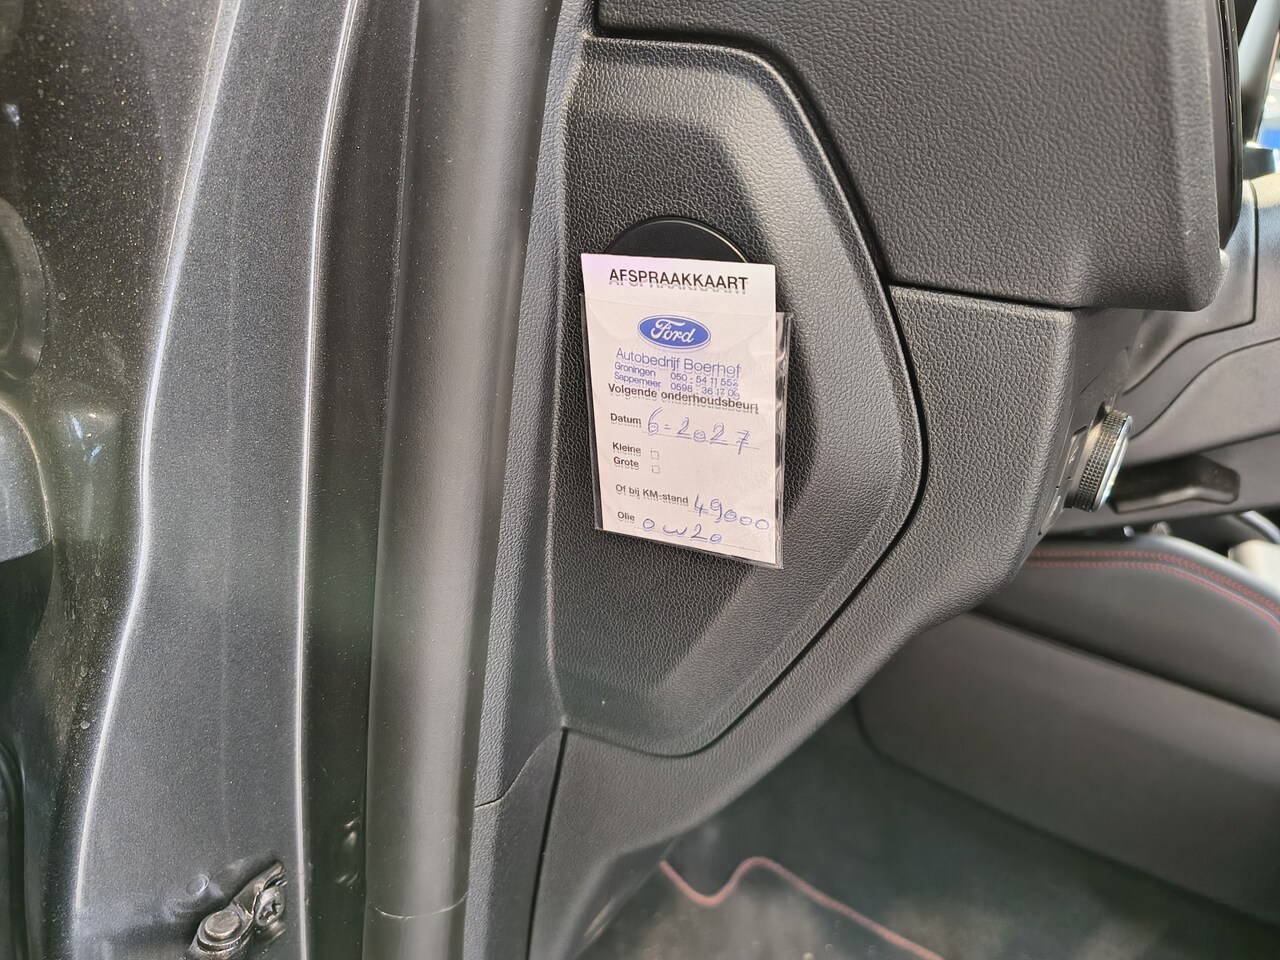 AFSPRAAKKAART
Ford
Autobedrijf Boerhof
Groningen 050 - 54 11 552
Sappemeer 0598 - 36 17 00
Volgende onderhoudsbeurt
Datum 6-2027
Kleine
Grote
Of bij KM-stand 49000
Olie 0W20